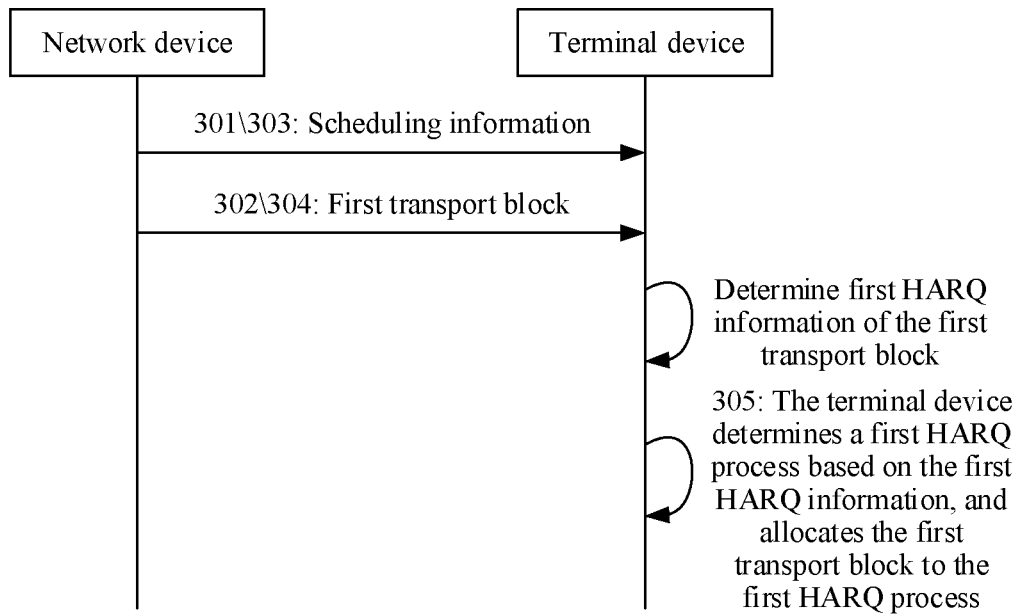 Network device
Terminal device
301\303: Scheduling information
302\304: First transport block
Determine first HARQ
information of the first
transport block
305: The terminal device
determines a first HARQ
process based on the first
HARQ information, and
allocates the first
transport block to the
first HARQ process